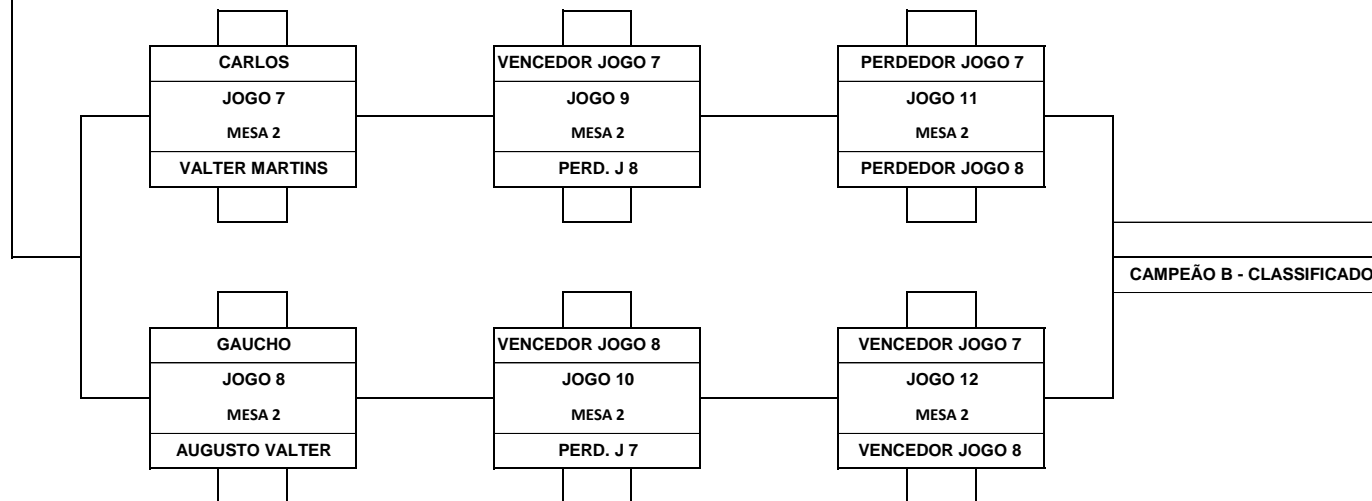 CARLOS
JOGO 7
MESA 2
VALTER MARTINS
VENCEDOR JOGO 7
JOGO 9
MESA 2
PERD. J 8
PERDEDOR JOGO 7
JOGO 11
MESA 2
PERDEDOR JOGO 8
CAMPEÃO B - CLASSIFICADO
GAUCHO
JOGO 8
MESA 2
AUGUSTO VALTER
VENCEDOR JOGO 8
JOGO 10
MESA 2
PERD. J 7
VENCEDOR JOGO 7
JOGO 12
MESA 2
VENCEDOR JOGO 8